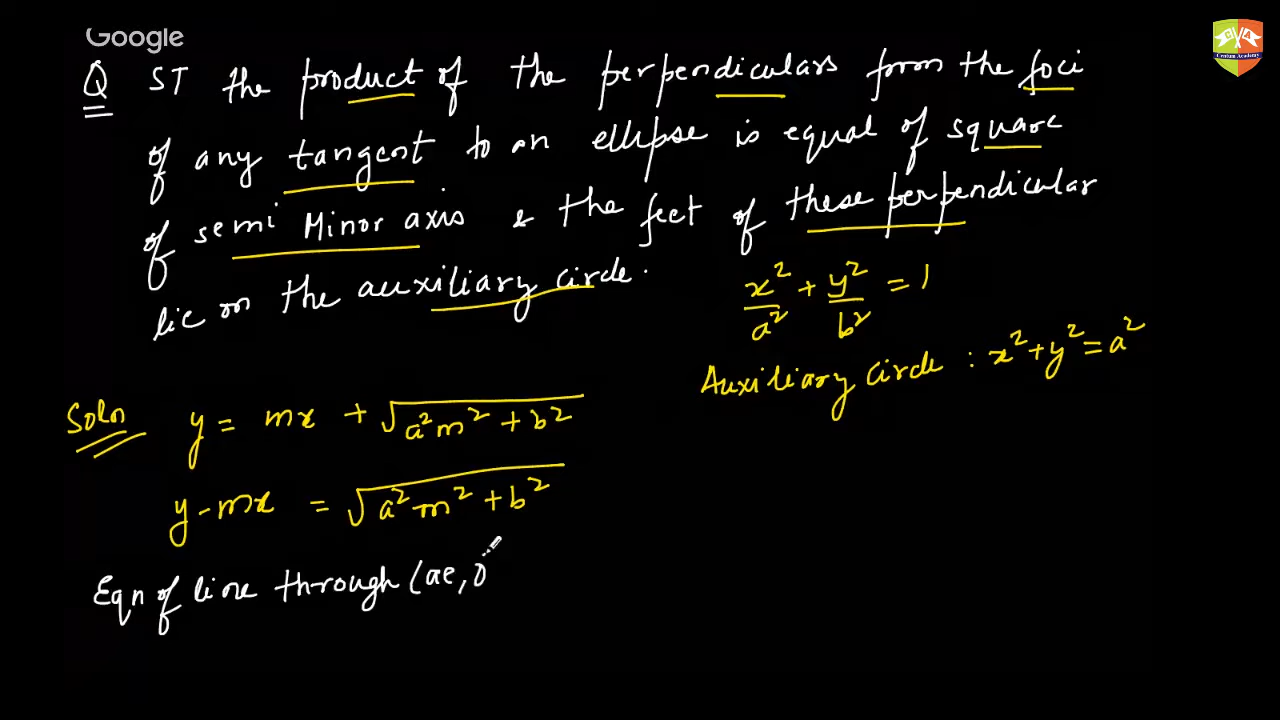 Google
Q ST the product of the perpendiculars from the foci
of any tangent to an ellipse is equal of square
of semi Minor axis & the feet of these perpendicular
lie on the auxiliary circle.
x²/a² + y²/b² = 1
Auxiliary circle : x² + y² = a²
Soln y = mx + √(a²m² + b²)
y - mx = √(a²m² + b²)
Eqn of line through (ae, 0